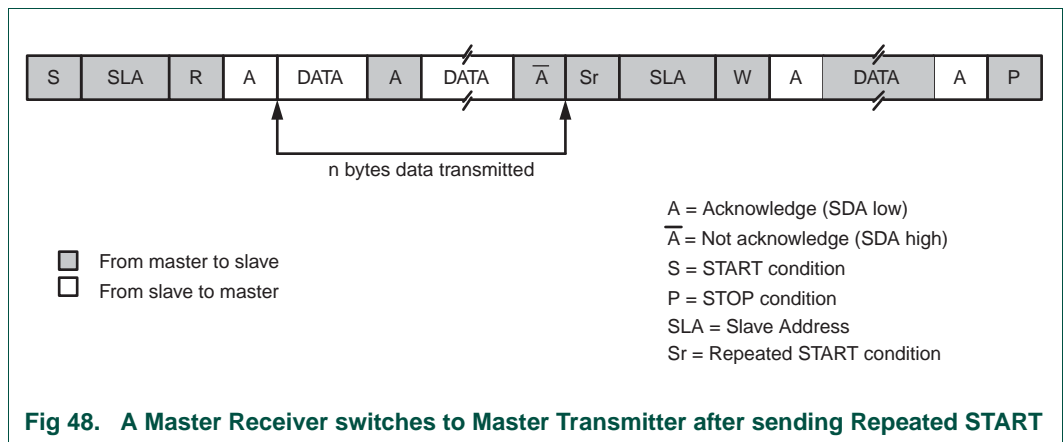 S SLA R A DATA A DATA A̅ Sr SLA W A DATA A P
n bytes data transmitted
A = Acknowledge (SDA low)
A̅ = Not acknowledge (SDA high)
S = START condition
P = STOP condition
SLA = Slave Address
Sr = Repeated START condition
From master to slave
From slave to master
Fig 48. A Master Receiver switches to Master Transmitter after sending Repeated START